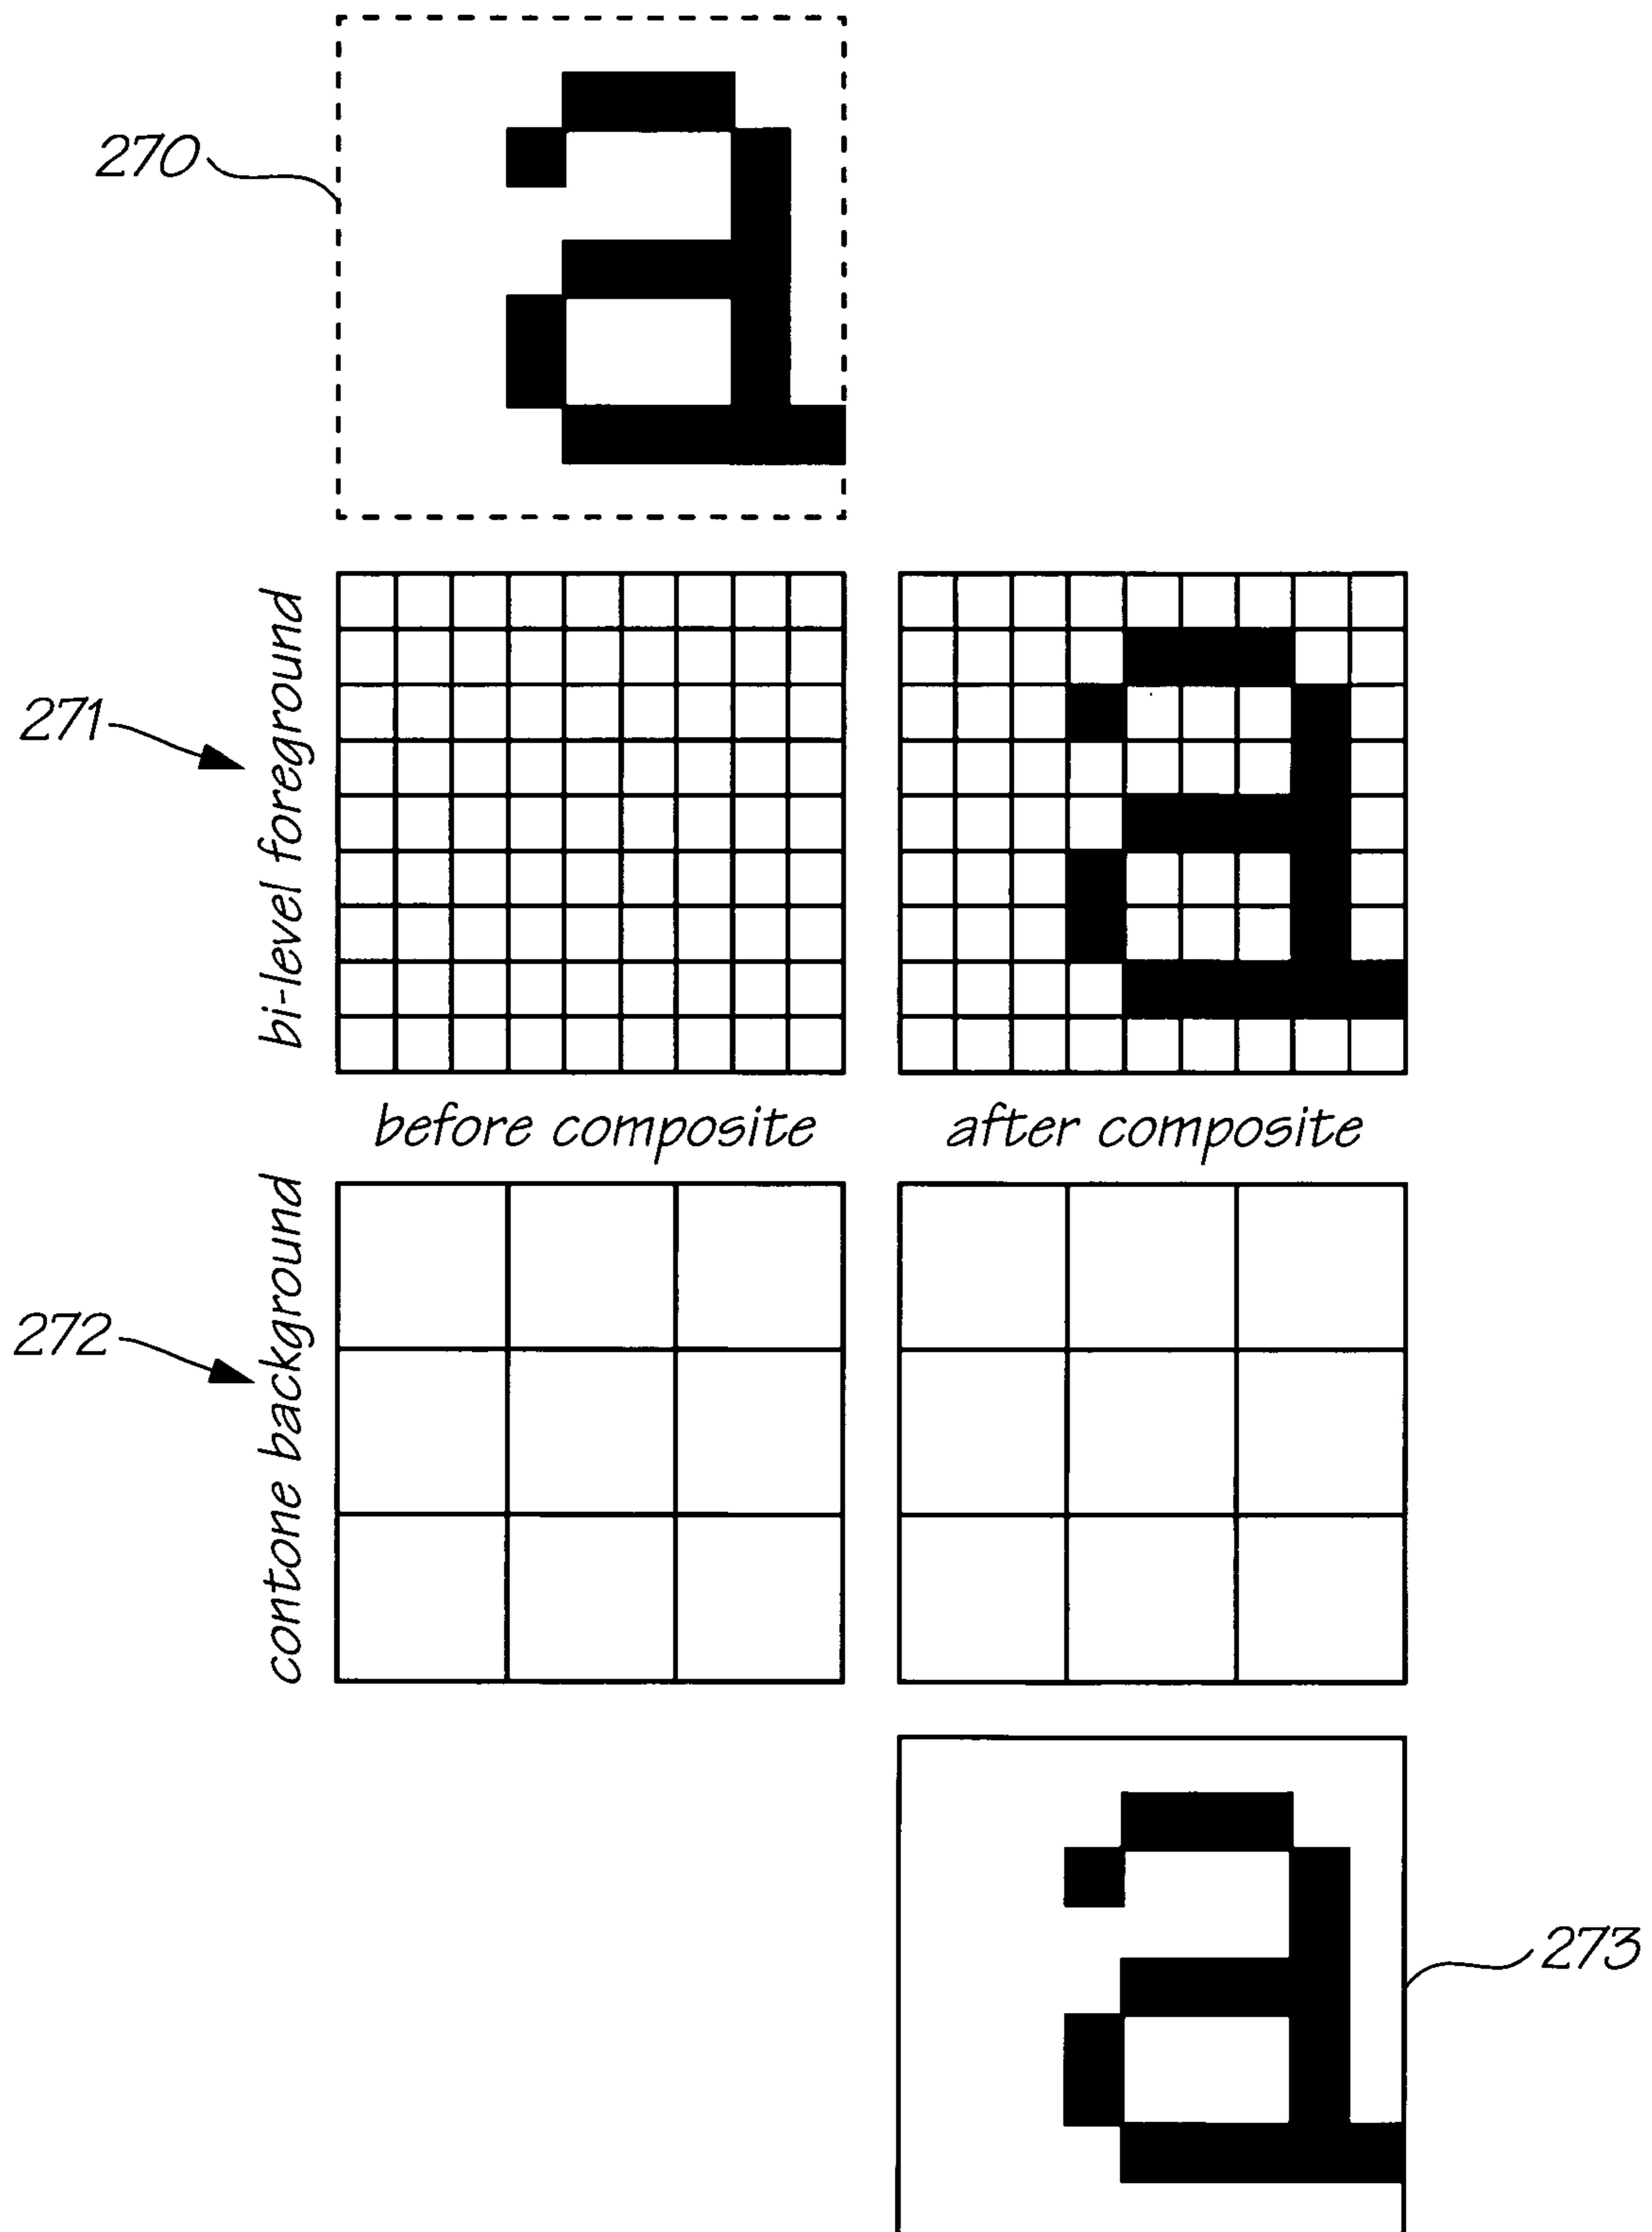 270
a
271
bi-level foreground
a
before composite
after composite
272
contone background
a
273